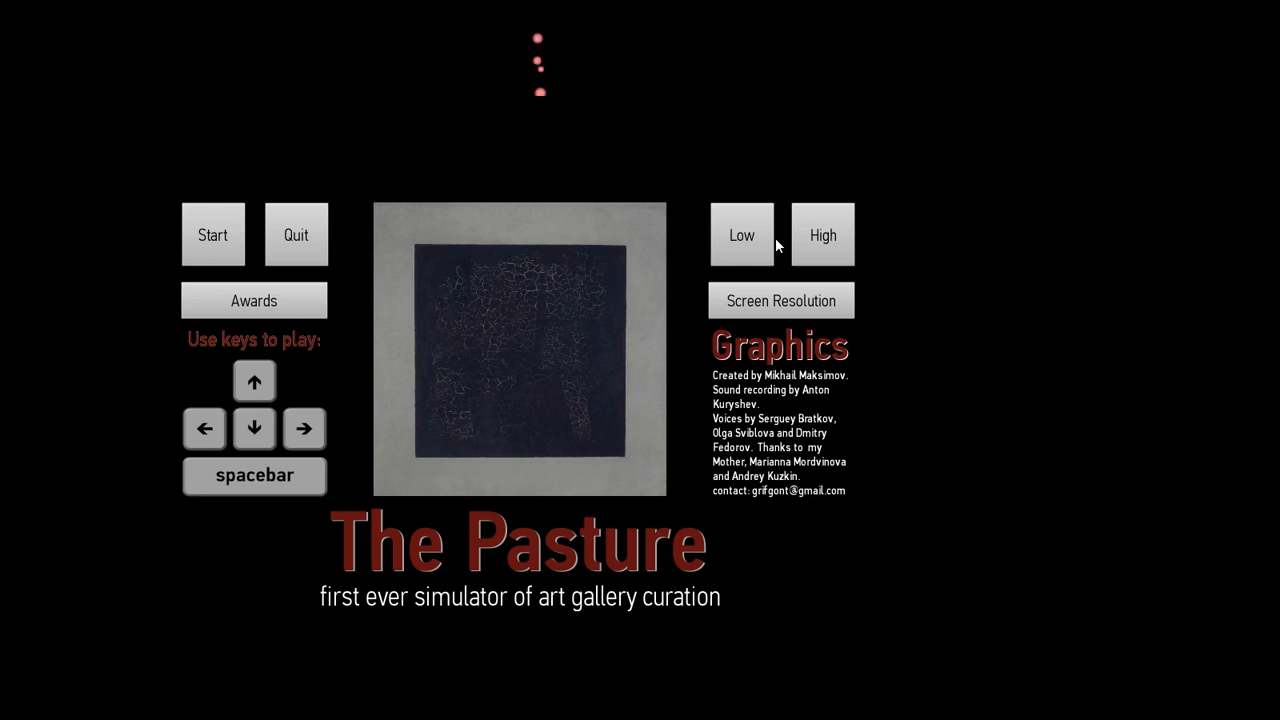 Start
Quit
Awards
Use keys to play:
↑
← ↓ →
spacebar
Low
High
Screen Resolution
Graphics
Created by Mikhail Maksimov.
Sound recording by Anton
Kuryshev.
Voices by Serguey Bratkov,
Olga Sviblova and Dmitry
Fedorov. Thanks to my
Mother, Marianna Mordvinova
and Andrey Kuzkin.
contact: grifgont@gmail.com
The Pasture
first ever simulator of art gallery curation